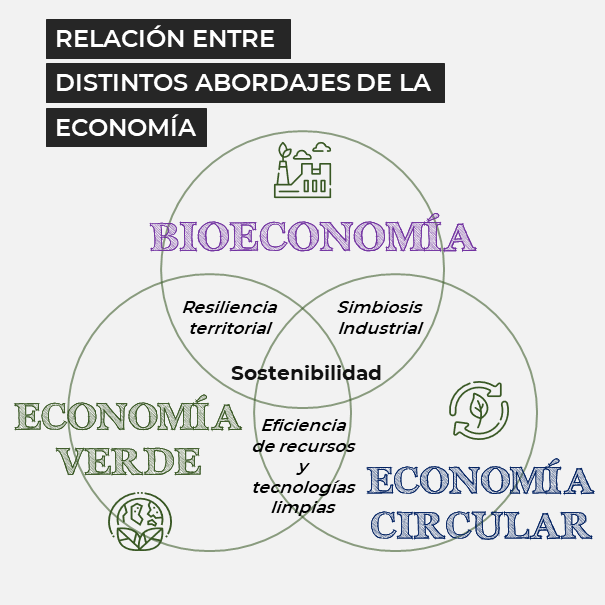 RELACIÓN ENTRE
DISTINTOS ABORDAJES DE LA
ECONOMÍA
BIOECONOMÍA
Resiliencia
territorial
Simbiosis
Industrial
Sostenibilidad
ECONOMÍA
VERDE
Eficiencia
de recursos
y
tecnologías
limpías
ECONOMÍA
CIRCULAR